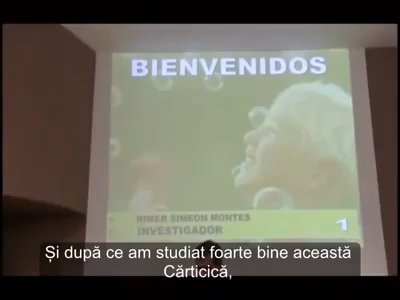 BIENVENIDOS
NIMER SIMEON MONTES
INVESTIGADOR
1
Și după ce am studiat foarte bine această
Cărticică,